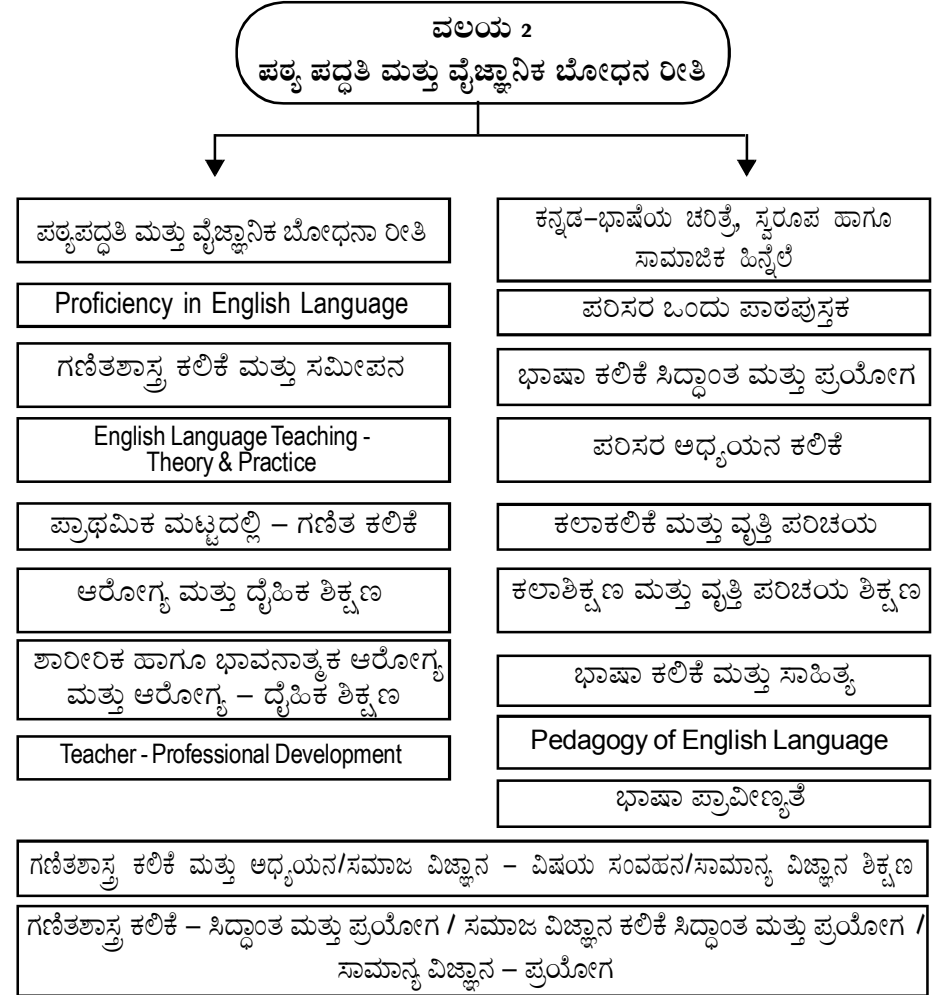 ವಲಯ 2
ಪಠ್ಯ ಪದ್ಧತಿ ಮತ್ತು ವೈಜ್ಞಾನಿಕ ಬೋಧನ ರೀತಿ
ಪಠ್ಯಪದ್ಧತಿ ಮತ್ತು ವೈಜ್ಞಾನಿಕ ಬೋಧನಾ ರೀತಿ
Proficiency in English Language
ಗಣಿತಶಾಸ್ತ್ರ ಕಲಿಕೆ ಮತ್ತು ಸಮೀಪನ
English Language Teaching -
Theory & Practice
ಪ್ರಾಥಮಿಕ ಮಟ್ಟದಲ್ಲಿ – ಗಣಿತ ಕಲಿಕೆ
ಆರೋಗ್ಯ ಮತ್ತು ದೈಹಿಕ ಶಿಕ್ಷಣ
ಶಾರೀರಿಕ ಹಾಗೂ ಭಾವನಾತ್ಮಕ ಆರೋಗ್ಯ
ಮತ್ತು ಆರೋಗ್ಯ – ದೈಹಿಕ ಶಿಕ್ಷಣ
Teacher - Professional Development
ಕನ್ನಡ–ಭಾಷೆಯ ಚರಿತ್ರೆ, ಸ್ವರೂಪ ಹಾಗೂ
ಸಾಮಾಜಿಕ ಹಿನ್ನೆಲೆ
ಪರಿಸರ ಒಂದು ಪಾಠಪುಸ್ತಕ
ಭಾಷಾ ಕಲಿಕೆ ಸಿದ್ಧಾಂತ ಮತ್ತು ಪ್ರಯೋಗ
ಪರಿಸರ ಅಧ್ಯಯನ ಕಲಿಕೆ
ಕಲಾಕಲಿಕೆ ಮತ್ತು ವೃತ್ತಿ ಪರಿಚಯ
ಕಲಾಶಿಕ್ಷಣ ಮತ್ತು ವೃತ್ತಿ ಪರಿಚಯ ಶಿಕ್ಷಣ
ಭಾಷಾ ಕಲಿಕೆ ಮತ್ತು ಸಾಹಿತ್ಯ
Pedagogy of English Language
ಭಾಷಾ ಪ್ರಾವೀಣ್ಯತೆ
ಗಣಿತಶಾಸ್ತ್ರ ಕಲಿಕೆ ಮತ್ತು ಅಧ್ಯಯನ/ಸಮಾಜ ವಿಜ್ಞಾನ – ವಿಷಯ ಸಂವಹನ/ಸಾಮಾನ್ಯ ವಿಜ್ಞಾನ ಶಿಕ್ಷಣ
ಗಣಿತಶಾಸ್ತ್ರ ಕಲಿಕೆ – ಸಿದ್ಧಾಂತ ಮತ್ತು ಪ್ರಯೋಗ / ಸಮಾಜ ವಿಜ್ಞಾನ ಕಲಿಕೆ ಸಿದ್ಧಾಂತ ಮತ್ತು ಪ್ರಯೋಗ /
ಸಾಮಾನ್ಯ ವಿಜ್ಞಾನ – ಪ್ರಯೋಗ